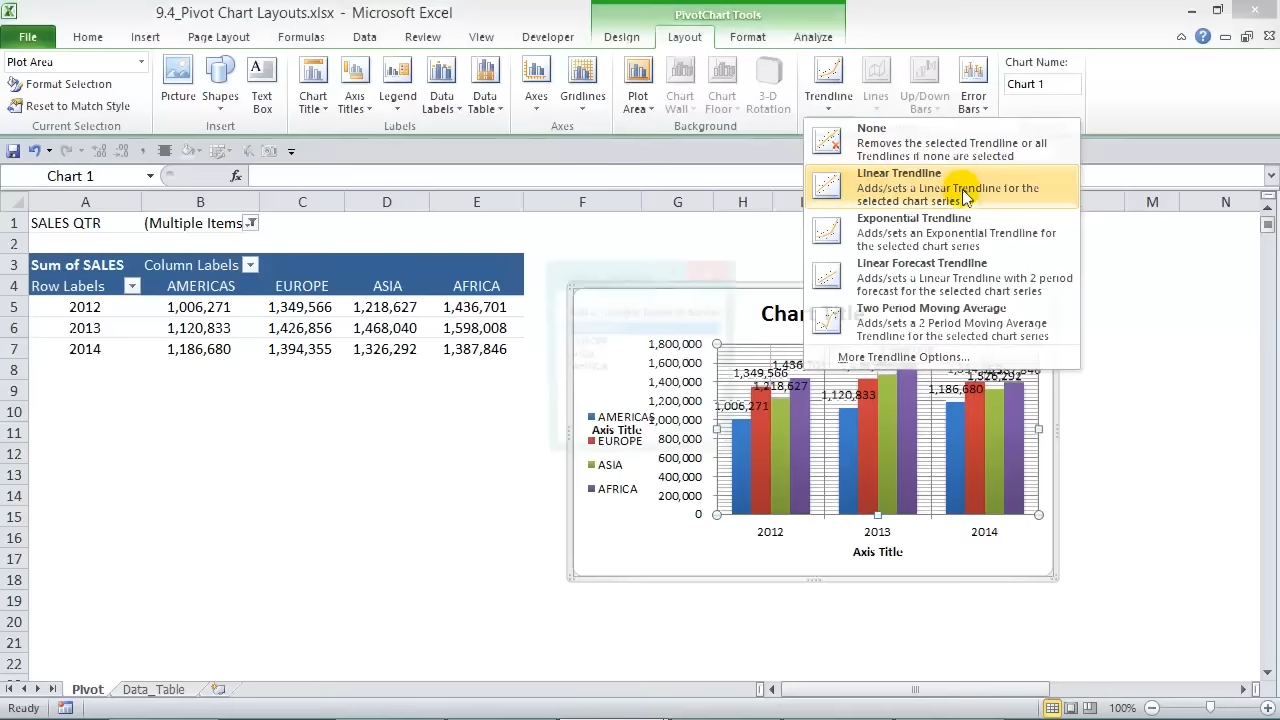 9.4_Pivot Chart Layouts.xlsx - Microsoft Excel
PivotChart Tools
File Home Insert Page Layout Formulas Data Review View Developer Design Layout Format Analyze
Plot Area
Format Selection
Reset to Match Style
Current Selection
Picture Shapes Text Box
Insert
Chart Title Axis Titles Legend Data Labels Data Table
Labels
Axes Gridlines
Axes
Plot Area Chart Wall Chart Floor 3-D Rotation
Background
Trendline Lines Up/Down Bars Error Bars
Chart Name:
Chart 1
None
Removes the selected Trendline or all
Trendlines if none are selected
Linear Trendline
Adds/sets a Linear Trendline for the
selected chart series
Exponential Trendline
Adds/sets an Exponential Trendline for
the selected chart series
Linear Forecast Trendline
Adds/sets a Linear Trendline with 2 period
forecast for the selected chart series
Two Period Moving Average
Adds/sets a 2 Period Moving Average
Trendline for the selected chart series
More Trendline Options...
Chart 1 fx
A B C D E F G H M N
1 SALES QTR (Multiple Items
2
3 Sum of SALES Column Labels
4 Row Labels AMERICAS EUROPE ASIA AFRICA
5 2012 1,006,271 1,349,566 1,218,627 1,436,701
6 2013 1,120,833 1,426,856 1,468,040 1,598,008
7 2014 1,186,680 1,394,355 1,326,292 1,387,846
8
9
10
11
12
13
14
15
16
17
18
19
20
21
22
1,800,000
1,600,000
1,400,000
1,200,000
1,000,000
800,000
600,000
400,000
200,000
0
AMERICAS
Axis Title
EUROPE
ASIA
AFRICA
1,349,566
1,218,627
1,006,271
1,120,833
1,186,680
1,326,292
2012 2013 2014
Axis Title
Pivot Data_Table
Ready 100%